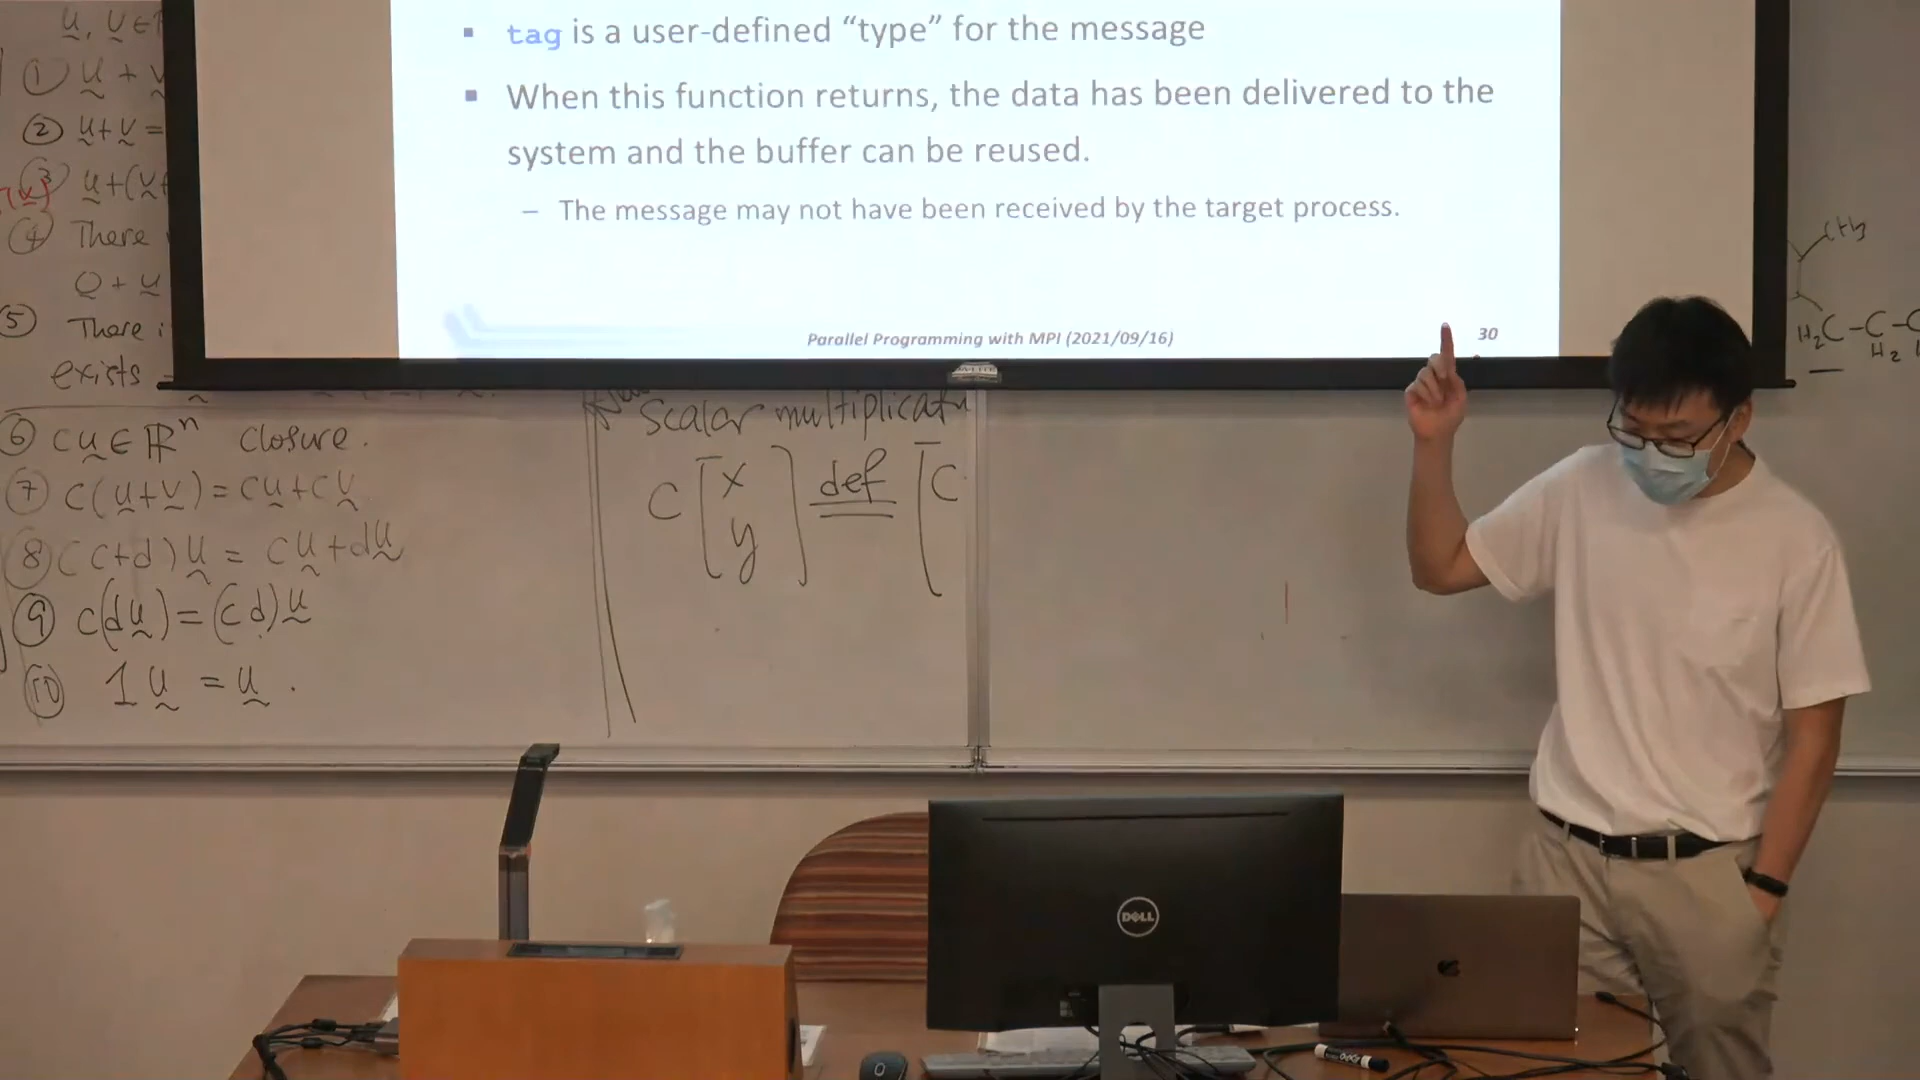 tag is a user-defined “type” for the message
When this function returns, the data has been delivered to the
system and the buffer can be reused.
– The message may not have been received by the target process.
Parallel Programming with MPI (2021/09/16)
30
u, v ∈
① u + v
② u + v =
③ u + (v +
④ There
0 + u
⑤ There i
exists
⑥ cu ∈ ℝⁿ closure.
⑦ c(u+v) = cu + cv
⑧ (c+d)u = cu + du
⑨ c(du) = (cd)u
⑩ 1u = u.
Scalar multiplicatn
c [x y] def [c
CH3
H2C-C-C
H2
DELL